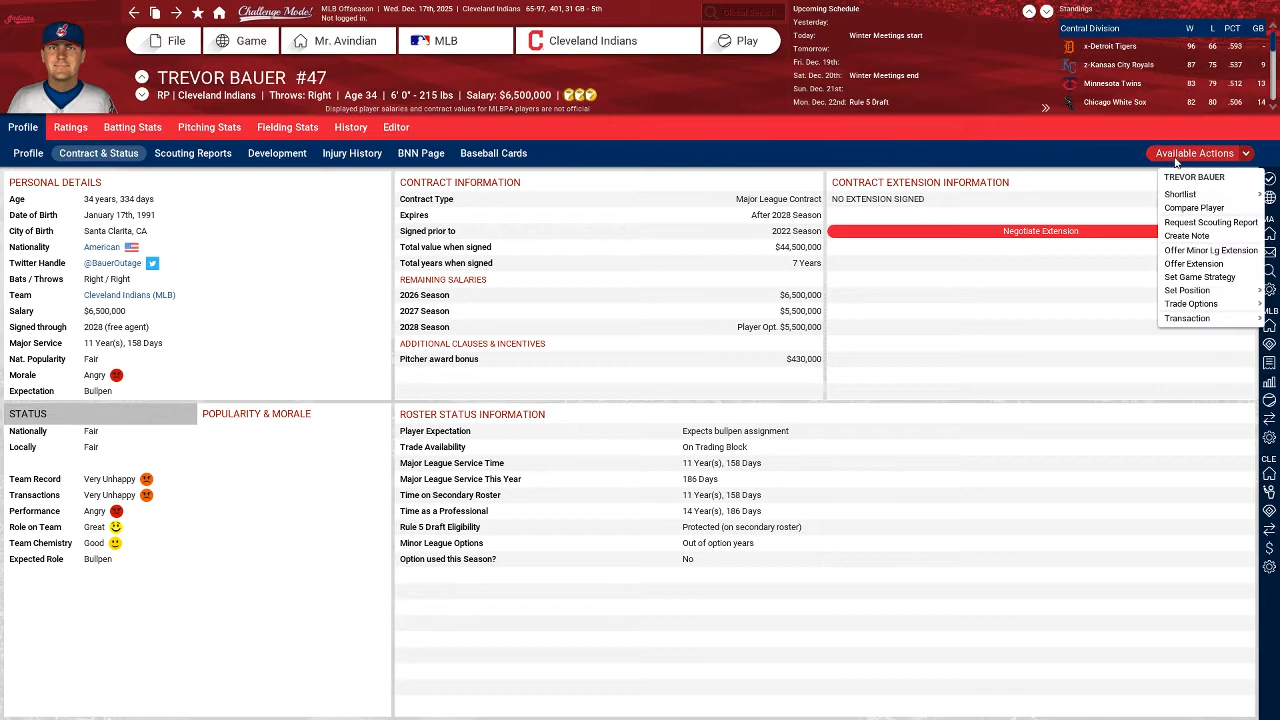 Indians
Challenge Mode!
MLB Offseason | Wed. Dec. 17th, 2025 | Cleveland Indians 65-97, .401, 31 GB - 5th
Not logged in.
Global Search
File
Game
Mr. Avindian
MLB
Cleveland Indians
Play
TREVOR BAUER #47
RP | Cleveland Indians | Throws: Right | Age 34 | 6' 0" - 215 lbs | Salary: $6,500,000 |
Displayed player salaries and contract values for MLBPA players are not official
Upcoming Schedule
Yesterday:
Today: Winter Meetings start
Tomorrow:
Fri. Dec. 19th:
Sat. Dec. 20th: Winter Meetings end
Sun. Dec. 21st:
Mon. Dec. 22nd: Rule 5 Draft
Standings
Central Division W L PCT GB
x-Detroit Tigers 96 66 .593 -
z-Kansas City Royals 87 75 .537 9
Minnesota Twins 83 79 .512 13
Chicago White Sox 82 80 .506 14
Profile Ratings Batting Stats Pitching Stats Fielding Stats History Editor
Profile Contract & Status Scouting Reports Development Injury History BNN Page Baseball Cards
Available Actions
TREVOR BAUER
Shortlist
Compare Player
Request Scouting Report
Create Note
Offer Minor Lg Extension
Offer Extension
Set Game Strategy
Set Position
Trade Options
Transaction
PERSONAL DETAILS
Age 34 years, 334 days
Date of Birth January 17th, 1991
City of Birth Santa Clarita, CA
Nationality American
Twitter Handle @BauerOutage
Bats / Throws Right / Right
Team Cleveland Indians (MLB)
Salary $6,500,000
Signed through 2028 (free agent)
Major Service 11 Year(s), 158 Days
Nat. Popularity Fair
Morale Angry
Expectation Bullpen
CONTRACT INFORMATION
Contract Type Major League Contract
Expires After 2028 Season
Signed prior to 2022 Season
Total value when signed $44,500,000
Total years when signed 7 Years
REMAINING SALARIES
2026 Season $6,500,000
2027 Season $5,500,000
2028 Season Player Opt. $5,500,000
ADDITIONAL CLAUSES & INCENTIVES
Pitcher award bonus $430,000
CONTRACT EXTENSION INFORMATION
NO EXTENSION SIGNED
Negotiate Extension
STATUS POPULARITY & MORALE
Nationally Fair
Locally Fair
Team Record Very Unhappy
Transactions Very Unhappy
Performance Angry
Role on Team Great
Team Chemistry Good
Expected Role Bullpen
ROSTER STATUS INFORMATION
Player Expectation Expects bullpen assignment
Trade Availability On Trading Block
Major League Service Time 11 Year(s), 158 Days
Major League Service This Year 186 Days
Time on Secondary Roster 11 Year(s), 158 Days
Time as a Professional 14 Year(s), 186 Days
Rule 5 Draft Eligibility Protected (on secondary roster)
Minor League Options Out of option years
Option used this Season? No
MA
MLB
CLE